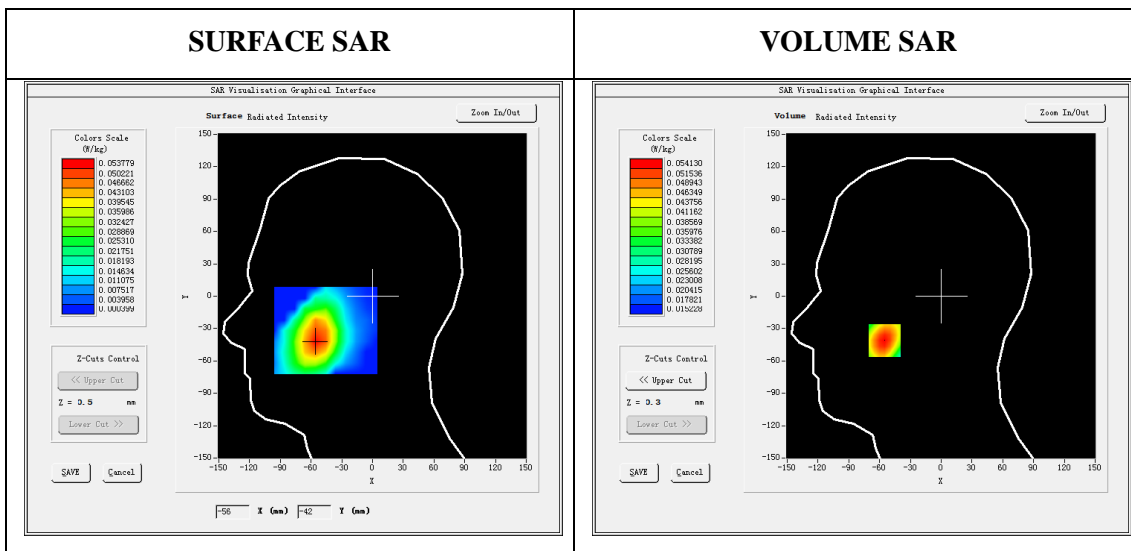 SURFACE SAR
SAR Visualisation Graphical Interface
Surface Radiated Intensity
Zoom In/Out
Colors Scale
(W/kg)
0.053779
0.050221
0.046662
0.043103
0.039545
0.035986
0.032427
0.028869
0.025310
0.021751
0.018193
0.014634
0.011075
0.007517
0.003958
0.000399
150
120
90
60
30
0
-30
-60
-90
-120
-150
Y
-150 -120 -90 -60 -30 0 30 60 90 120 150
X
Z-Cuts Control
<< Upper Cut
Z = 0.5 mm
Lower Cut >>
SAVE Cancel
-56 X (mm) -42 Y (mm)
VOLUME SAR
SAR Visualisation Graphical Interface
Volume Radiated Intensity
Zoom In/Out
Colors Scale
(W/kg)
0.054130
0.051536
0.048943
0.046349
0.043756
0.041162
0.038569
0.035976
0.033382
0.030789
0.028195
0.025602
0.023008
0.020415
0.017821
0.015228
150
120
90
60
30
0
-30
-60
-90
-120
-150
Y
-150 -120 -90 -60 -30 0 30 60 90 120 150
X
Z-Cuts Control
<< Upper Cut
Z = 0.3 mm
Lower Cut >>
SAVE Cancel